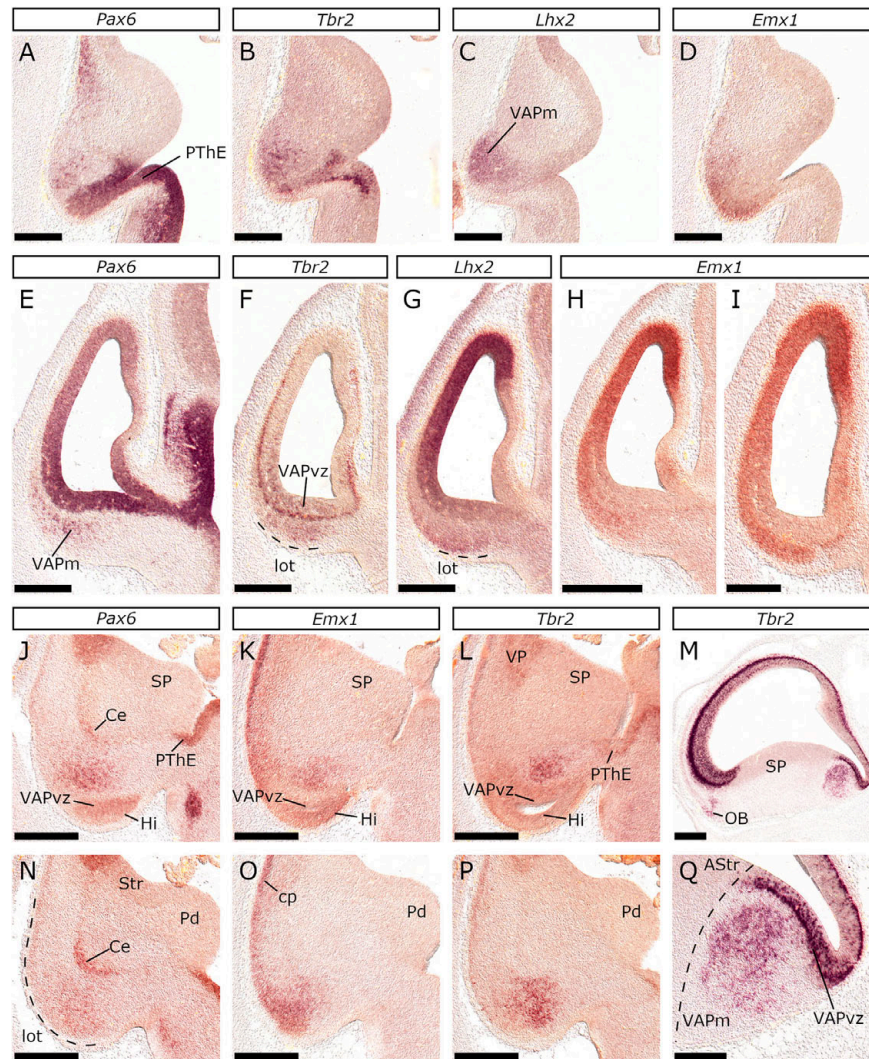 Pax6 Tbr2 Lhx2 Emx1
A B C D
VAPm
PThE
Pax6 Tbr2 Lhx2 Emx1
E F G H I
VAPvz
VAPm
lot lot
Pax6 Emx1 Tbr2 Tbr2
J K L M
VP
SP SP SP
Ce
PThE PThE
SP
VAPvz VAPvz VAPvz
Hi Hi Hi
OB
N O P Q
Str cp AStr
Pd Pd
Ce
lot
VAPm VAPvz